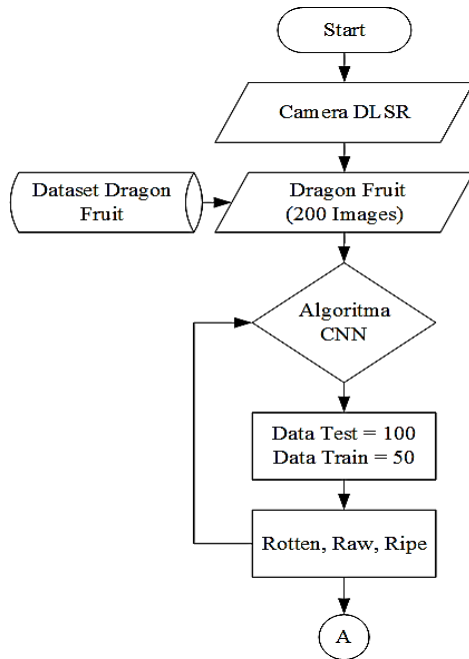 Start
Camera DLSR
Dataset Dragon
Fruit
Dragon Fruit
(200 Images)
Algoritma
CNN
Data Test = 100
Data Train = 50
Rotten, Raw, Ripe
A